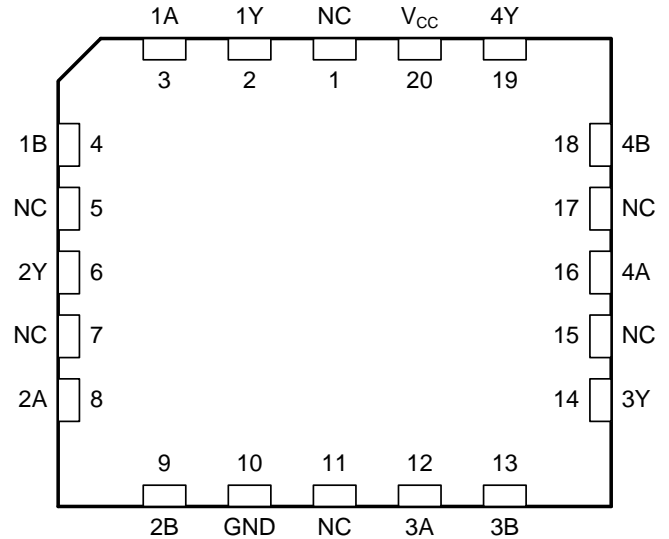 1A 1Y NC VCC 4Y
3 2 1 20 19
1B 4 18 4B
NC 5 17 NC
2Y 6 16 4A
NC 7 15 NC
2A 8 14 3Y
9 10 11 12 13
2B GND NC 3A 3B